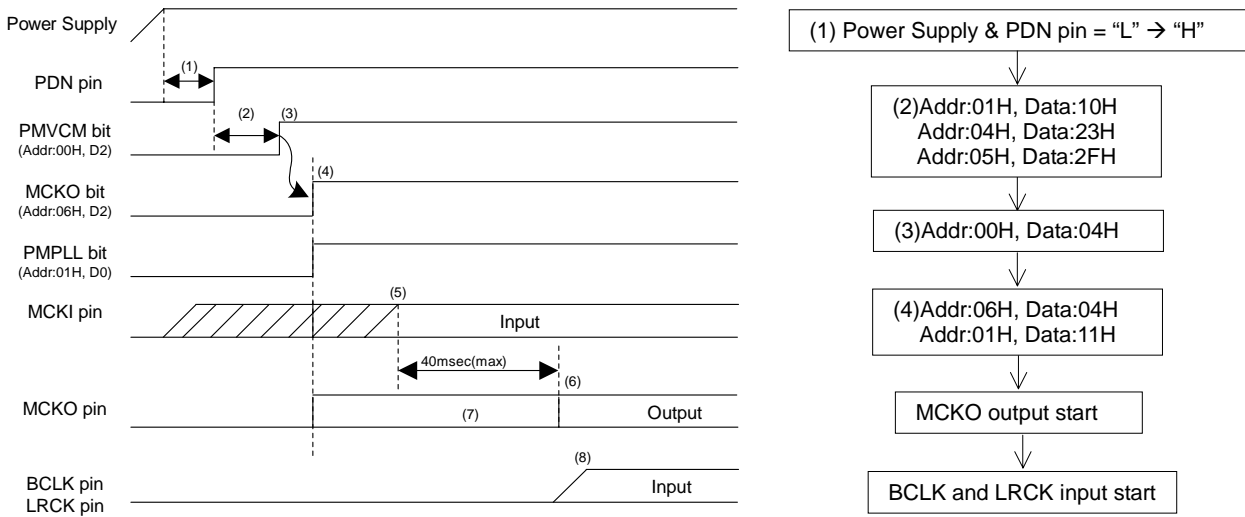 Power Supply
(1)
PDN pin
(2)
(3)
PMVCM bit
(Addr:00H, D2)
(4)
MCKO bit
(Addr:06H, D2)
PMPLL bit
(Addr:01H, D0)
(5)
MCKI pin
Input
40msec(max)
(6)
MCKO pin
(7)
Output
(8)
BCLK pin
LRCK pin
Input
(1) Power Supply & PDN pin = “L” → “H”
(2)Addr:01H, Data:10H
Addr:04H, Data:23H
Addr:05H, Data:2FH
(3)Addr:00H, Data:04H
(4)Addr:06H, Data:04H
Addr:01H, Data:11H
MCKO output start
BCLK and LRCK input start